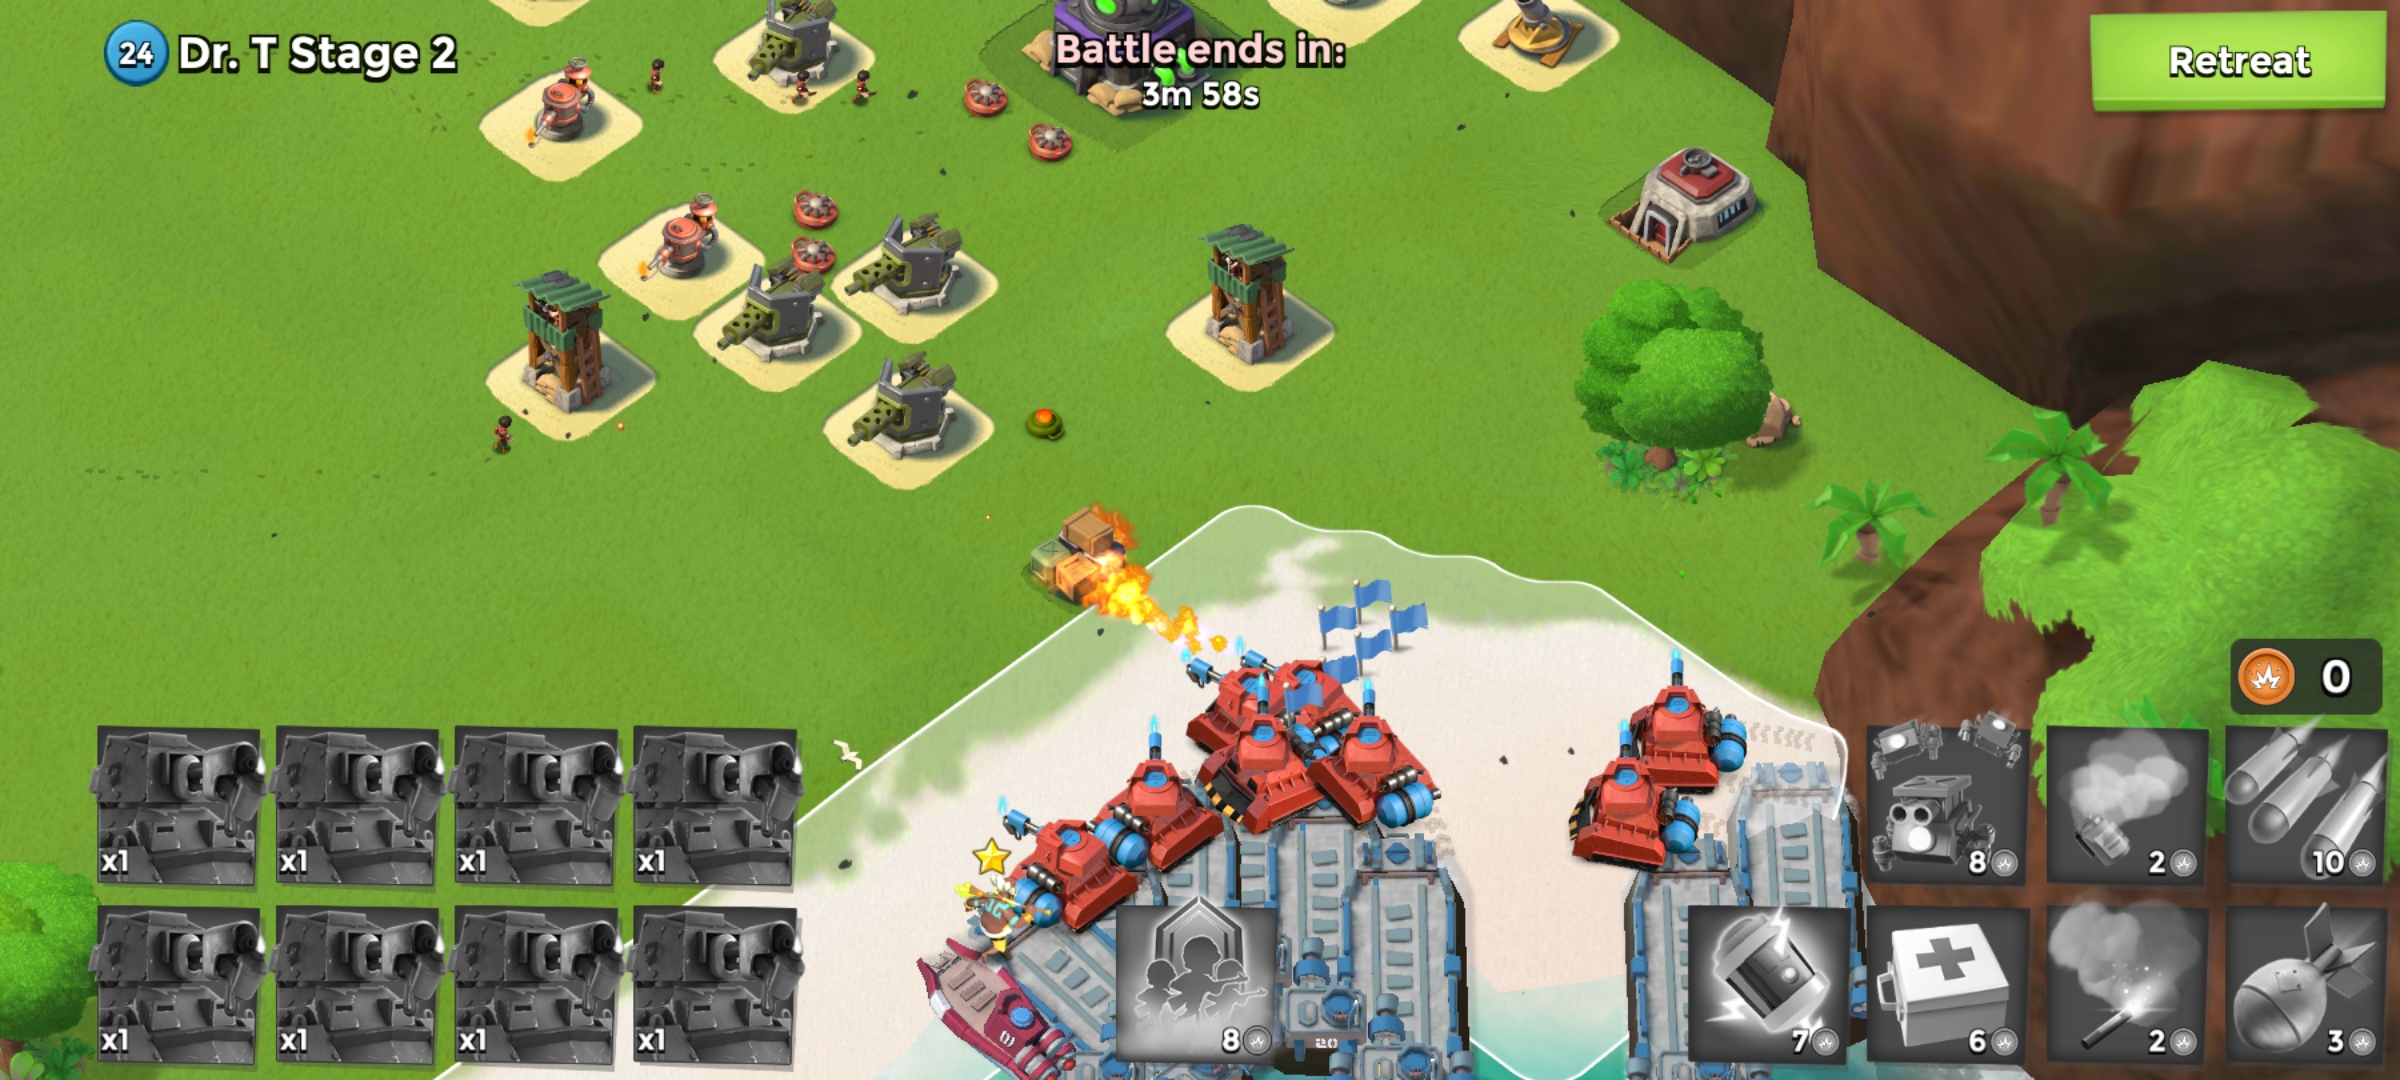 24 Dr. T Stage 2
Battle ends in:
3m 58s
Retreat
0
x1 x1 x1 x1
8 2 10
x1 x1 x1 x1
8 7 6 2 3
20